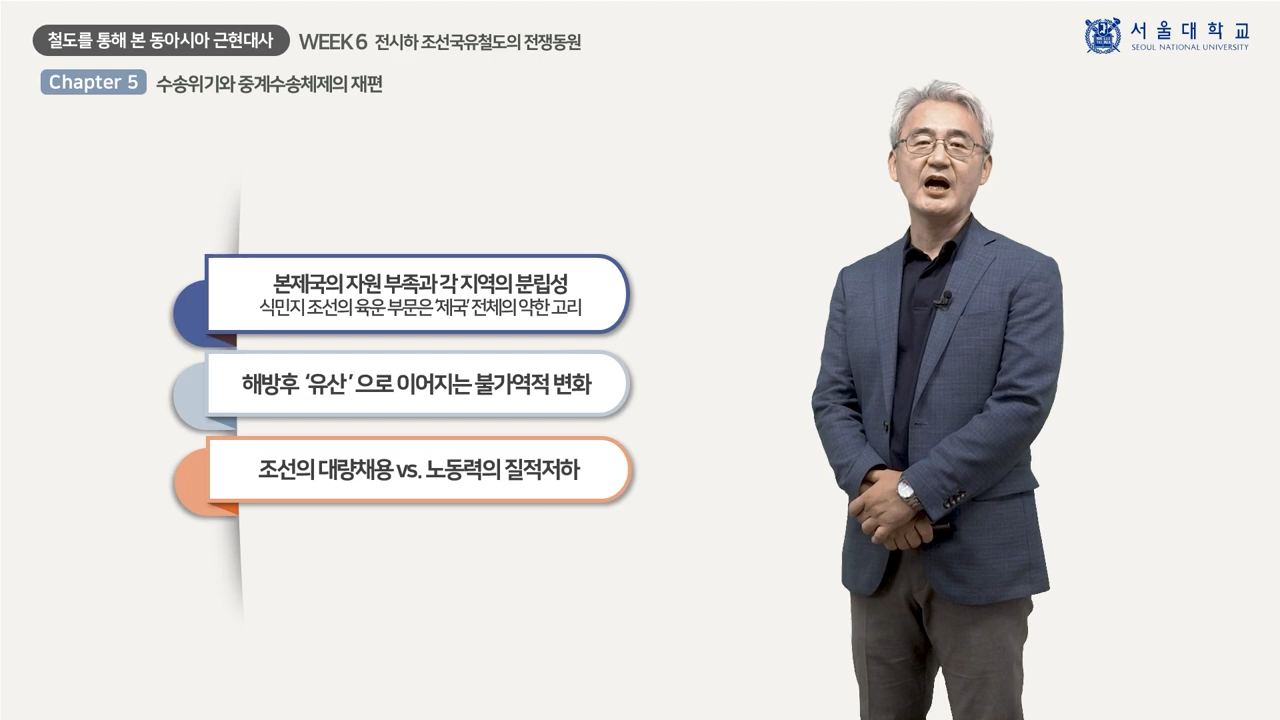 철도를 통해 본 동아시아 근현대사 WEEK 6 전시하 조선국유철도의 전쟁동원
서울대학교
SEOUL NATIONAL UNIVERSITY
Chapter 5 수송위기와 중계수송체제의 재편
본제국의 자원 부족과 각 지역의 분립성
식민지 조선의 육운 부문은 '제국' 전체의 약한 고리
해방후 '유산' 으로 이어지는 불가역적 변화
조선의 대량채용 vs. 노동력의 질적저하